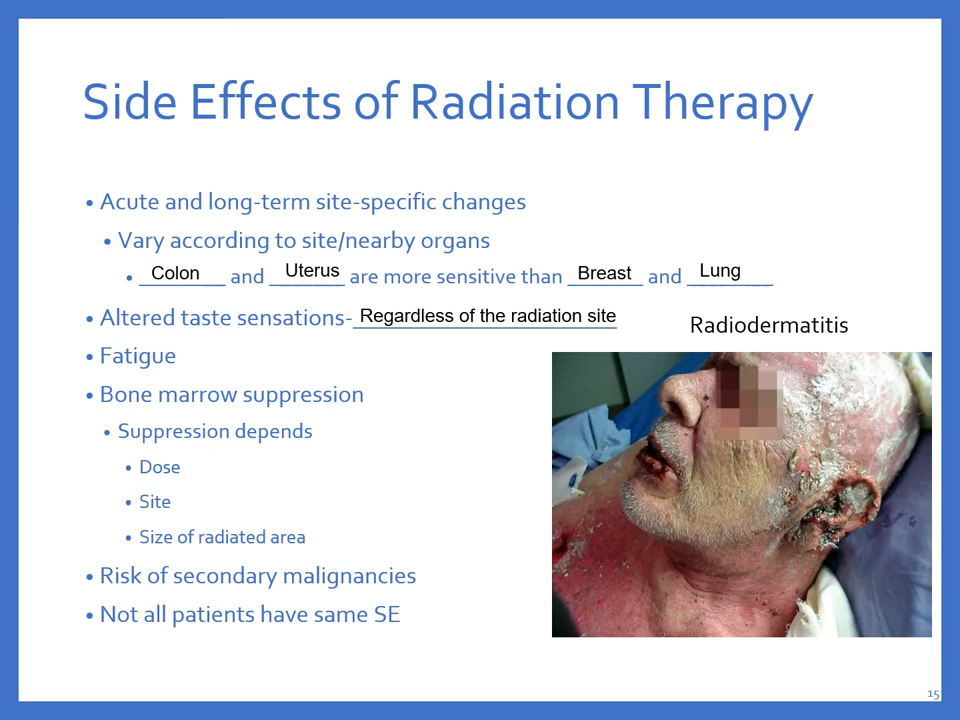 Side Effects of Radiation Therapy
• Acute and long-term site-specific changes
• Vary according to site/nearby organs
• Colon and Uterus are more sensitive than Breast and Lung
• Altered taste sensations- Regardless of the radiation site
Radiodermatitis
• Fatigue
• Bone marrow suppression
• Suppression depends
• Dose
• Site
• Size of radiated area
• Risk of secondary malignancies
• Not all patients have same SE
15